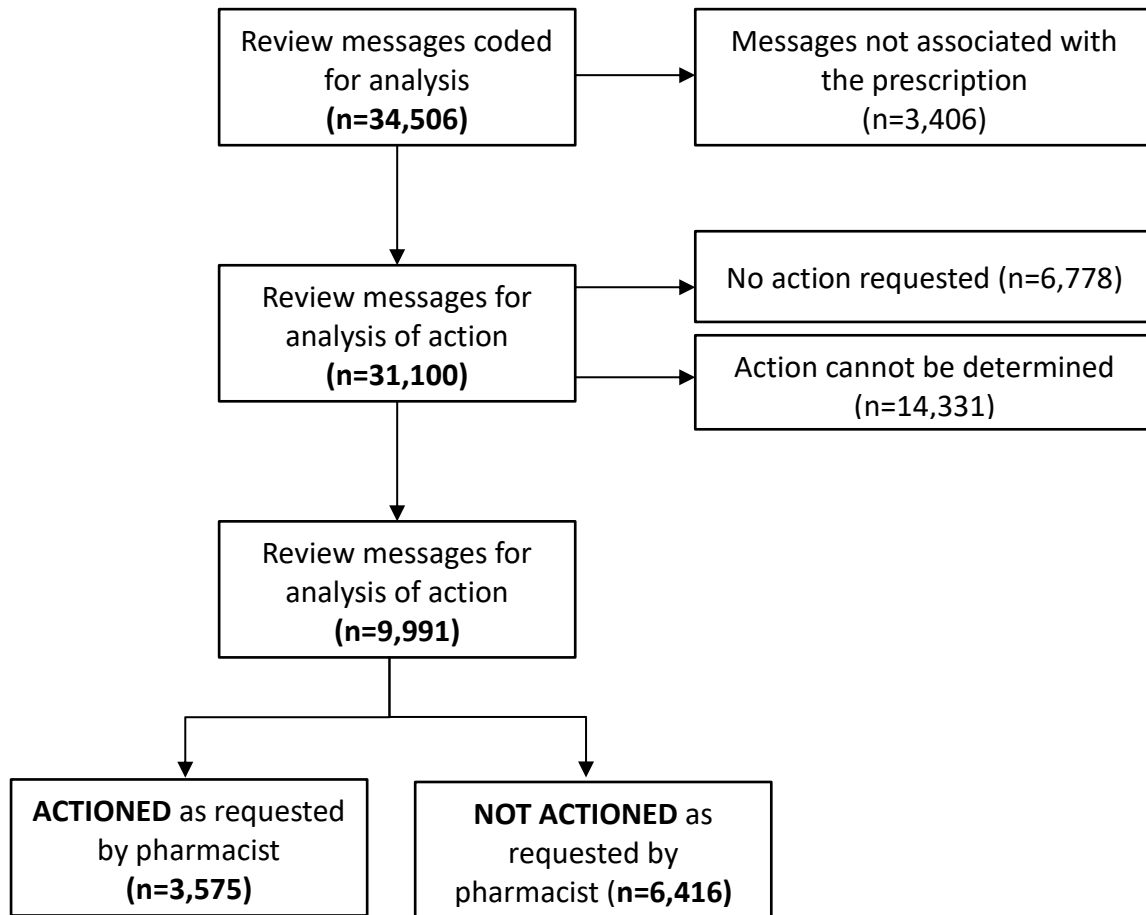 Review messages coded
for analysis
(n=34,506)
Messages not associated with
the prescription
(n=3,406)
Review messages for
analysis of action
(n=31,100)
No action requested (n=6,778)
Action cannot be determined
(n=14,331)
Review messages for
analysis of action
(n=9,991)
ACTIONED as requested
by pharmacist
(n=3,575)
NOT ACTIONED as
requested by
pharmacist (n=6,416)